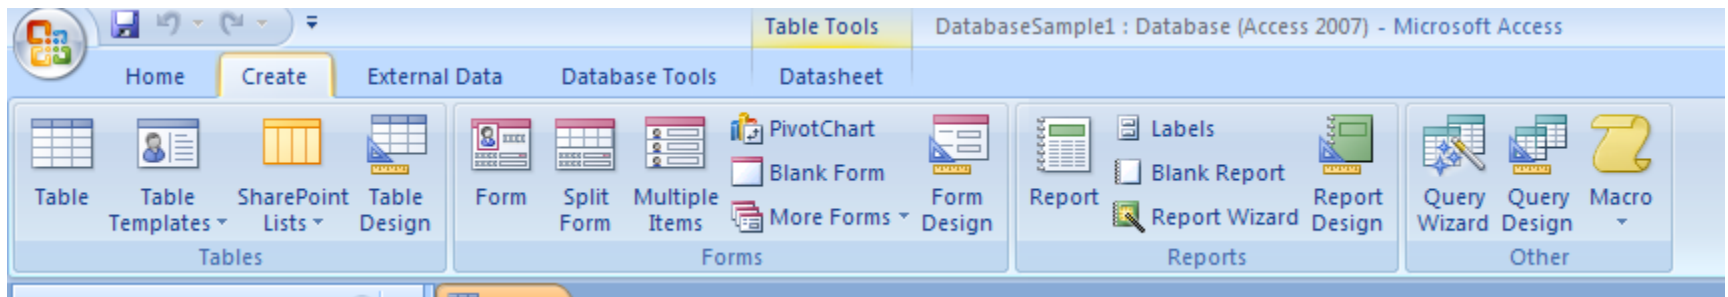 Table Tools
DatabaseSample1 : Database (Access 2007) - Microsoft Access
Home
Create
External Data
Database Tools
Datasheet
Table
Table
Templates
SharePoint
Lists
Table
Design
Form
Split
Form
Multiple
Items
PivotChart
Blank Form
More Forms
Form
Design
Report
Labels
Blank Report
Report Wizard
Report
Design
Query
Wizard
Query
Design
Macro
Tables
Forms
Reports
Other